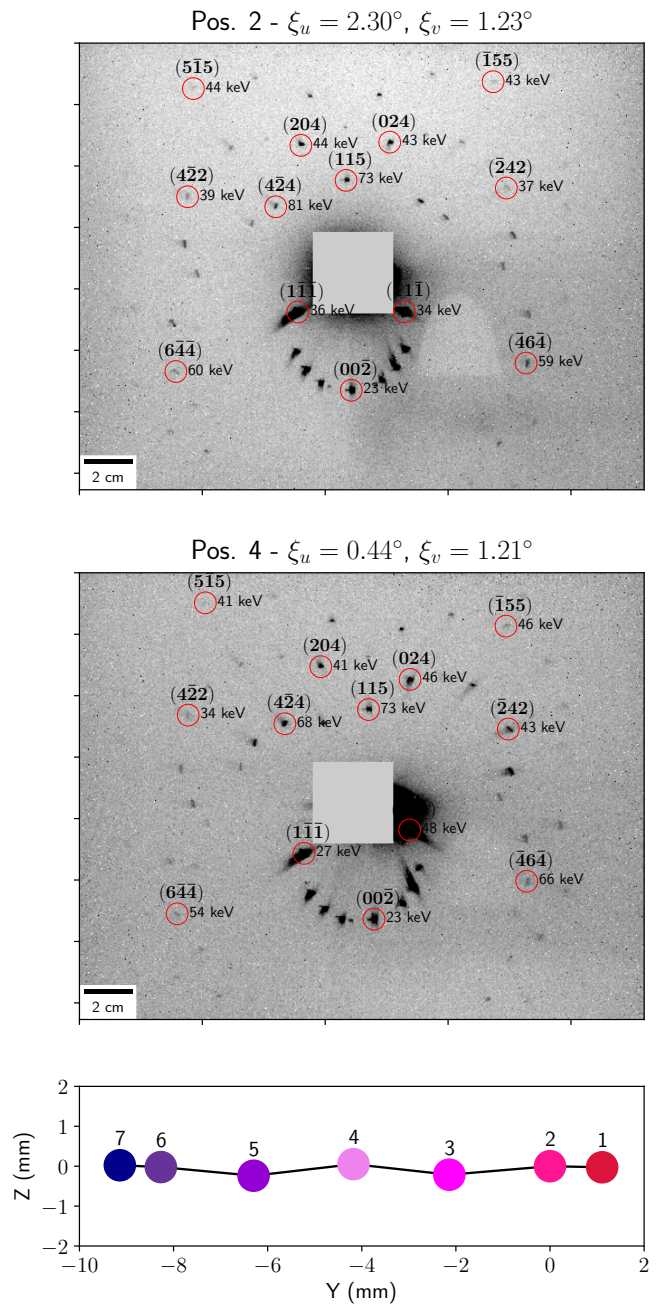 Pos. 2 - ξᵤ = 2.30°, ξᵥ = 1.23°
(51̄5) (1̄55)
44 keV 43 keV
(204) (024)
44 keV 43 keV
(115)
73 keV
(42̄2) (42̄4) (2̄42)
39 keV 81 keV 37 keV
(11̄1̄) (1̄11̄)
36 keV 34 keV
(64̄4̄) (002̄) (4̄64̄)
60 keV 23 keV 59 keV
2 cm
Pos. 4 - ξᵤ = 0.44°, ξᵥ = 1.21°
(51̄5) (1̄55)
41 keV 46 keV
(204) (024)
41 keV 46 keV
(115)
73 keV
(42̄2) (42̄4) (2̄42)
34 keV 68 keV 43 keV
48 keV
(11̄1̄)
27 keV
(64̄4̄) (002̄) (4̄64̄)
54 keV 23 keV 66 keV
2 cm
2
1
0
−1
−2
Z (mm)
7 6 5 4 3 2 1
−10 −8 −6 −4 −2 0 2
Y (mm)